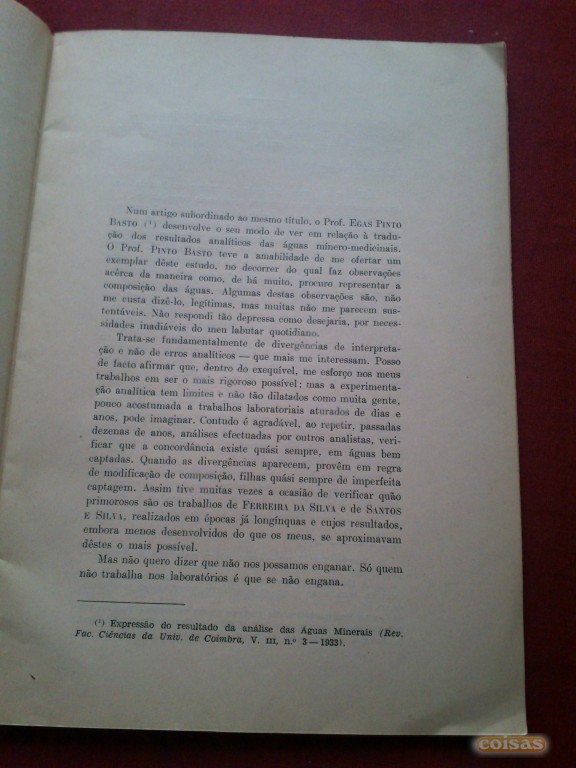 Num artigo subordinado ao mesmo título, o Prof. EGAS PINTO
BASTO (¹) desenvolve o seu modo de ver em relação à tradu-
ção dos resultados analíticos das águas mínero-medicinais.
O Prof. PINTO BASTO teve a amabilidade de me ofertar um
exemplar dêste estudo, no decorrer do qual faz observações
acêrca da maneira como, de há muito, procuro representar a
composição das águas. Algumas destas observações são, não
me custa dizê-lo, legítimas, mas muitas não me parecem sus-
tentáveis. Não respondi tão depressa como desejaria, por neces-
sidades inadiáveis do meu labutar quotidiano.
Trata-se fundamentalmente de divergências de interpreta-
ção e não de erros analíticos — que mais me interessam. Posso
de facto afirmar que, dentro do exequível, me esforço nos meus
trabalhos em ser o mais rigoroso possível; mas a experimenta-
ção analítica tem limites e não tão dilatados como muita gente,
pouco acostumada a trabalhos laboratoriais aturados de dias e
anos, pode imaginar. Contudo é agradável, ao repetir, passadas
dezenas de anos, análises efectuadas por outros analistas, veri-
ficar que a concordância existe quási sempre, em águas bem
captadas. Quando as divergências aparecem, provêm em regra
de modificação de composição, filhas quási sempre de imperfeita
captagem. Assim tive muitas vezes a ocasião de verificar quão
primorosos são os trabalhos de FERREIRA DA SILVA e de SANTOS
E SILVA, realizados em épocas já longínquas e cujos resultados,
embora menos desenvolvidos do que os meus, se aproximavam
dêstes o mais possível.
Mas não quero dizer que não nos possamos enganar. Só quem
não trabalha nos laboratórios é que se não engana.
(¹) Expressão do resultado da análise das Águas Minerais (Rev.
Fac. Ciências da Univ. de Coimbra, V. III, n.º 3 — 1933).
coisas